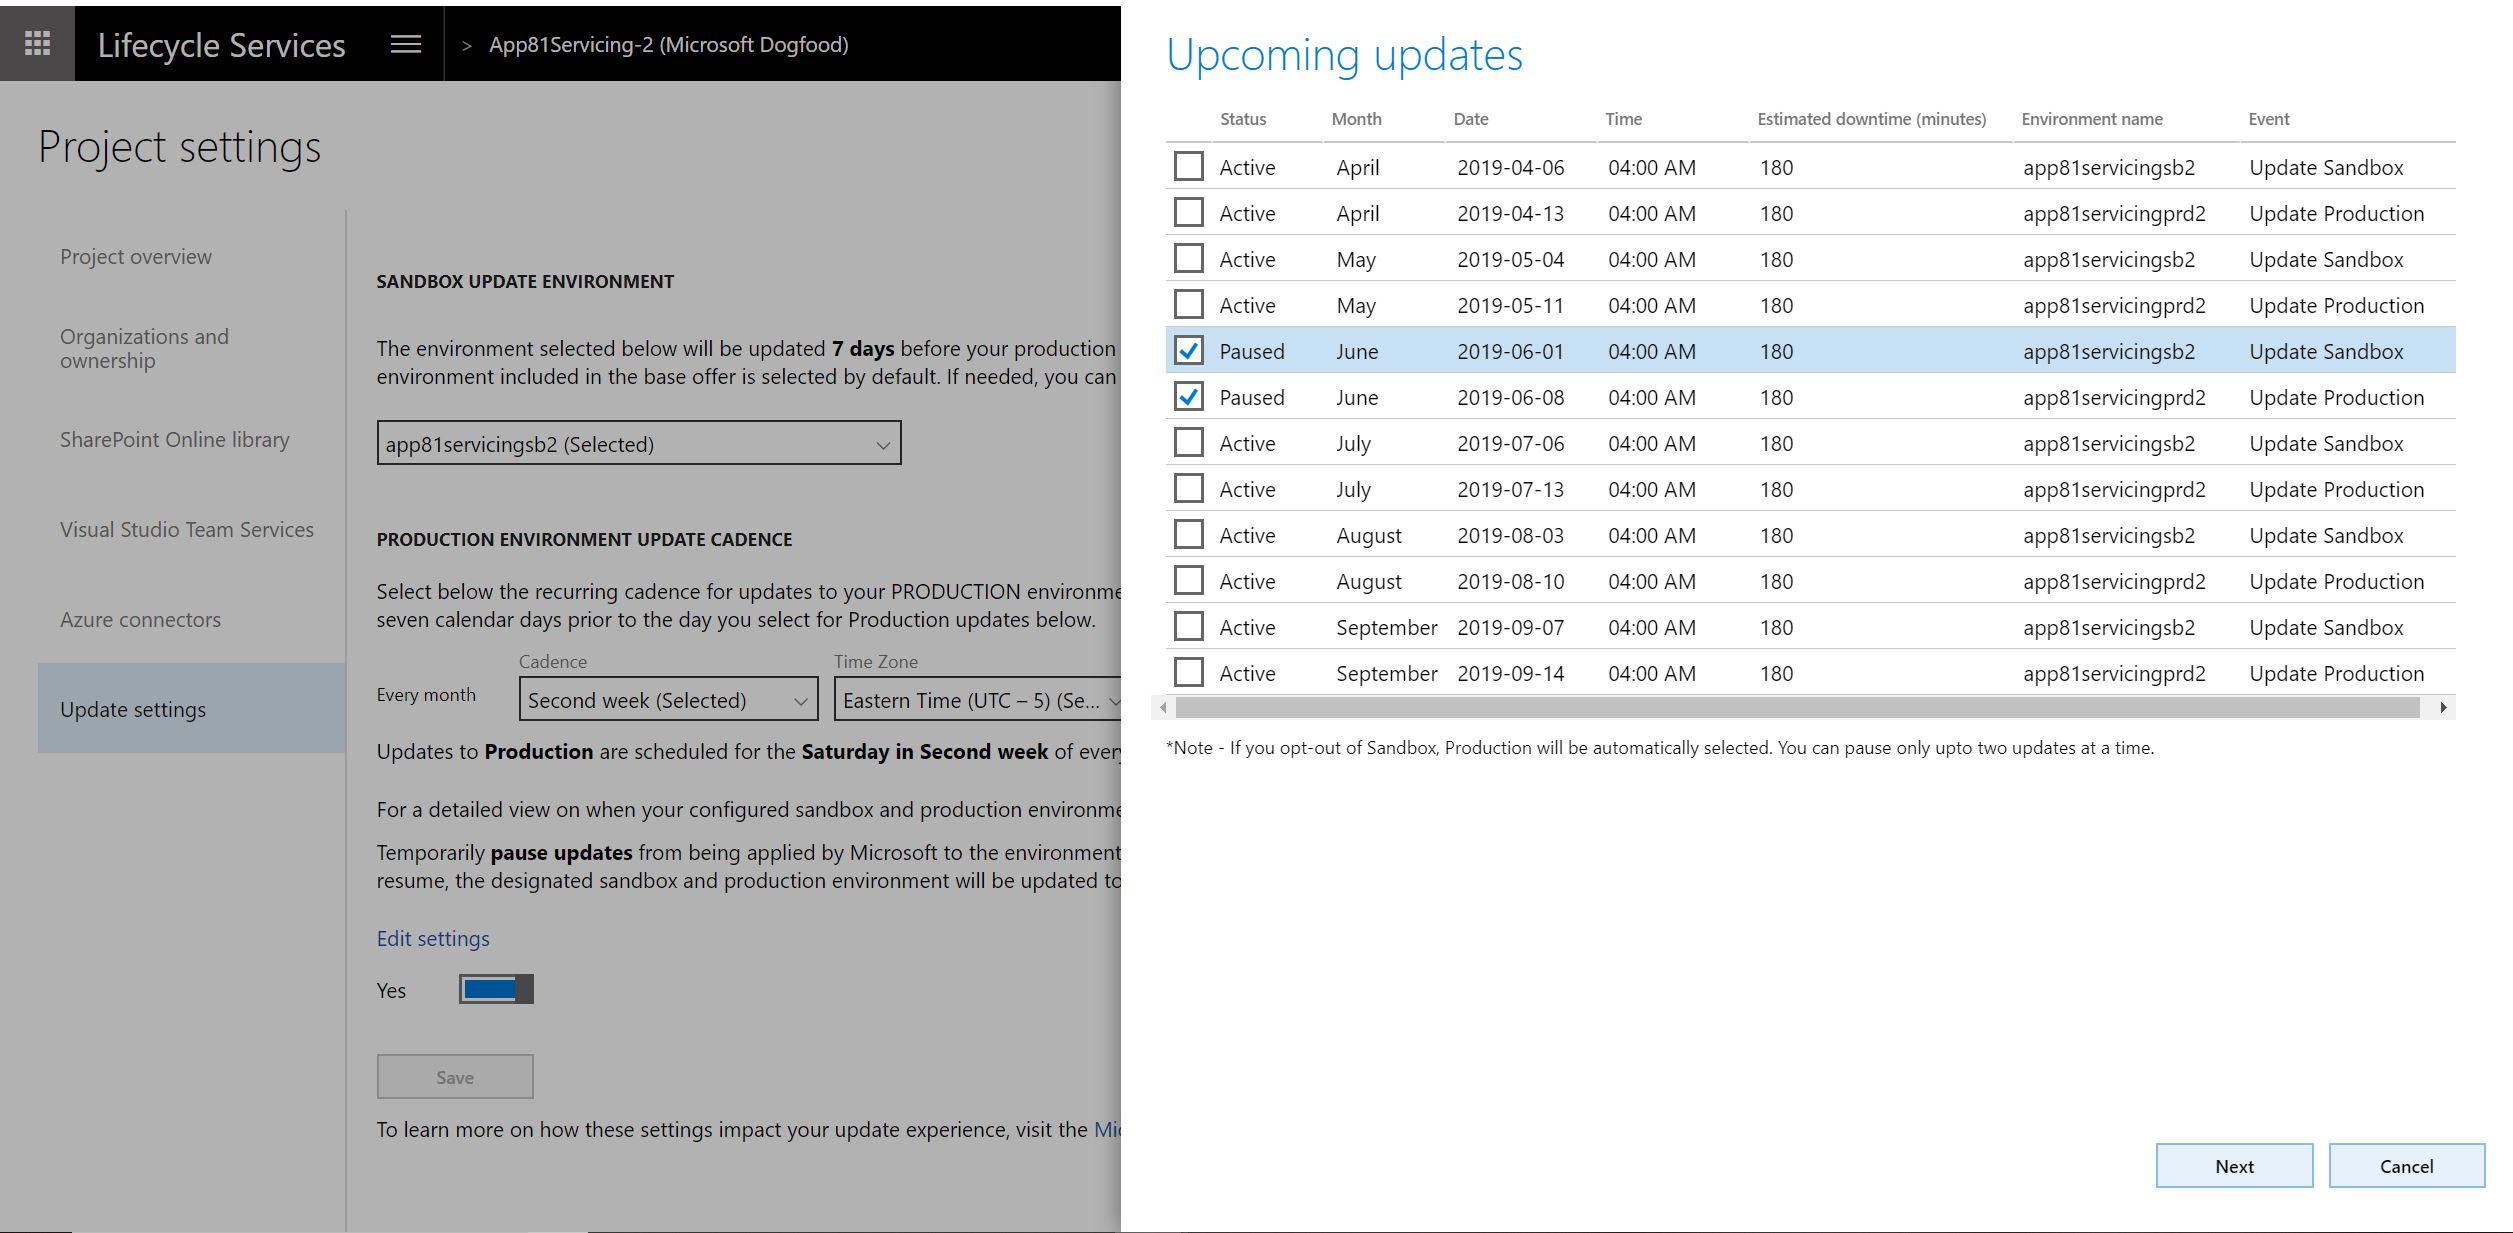 Lifecycle Services
> App81Servicing-2 (Microsoft Dogfood)
Project settings
Project overview
Organizations and
ownership
SharePoint Online library
Visual Studio Team Services
Azure connectors
Update settings
SANDBOX UPDATE ENVIRONMENT
The environment selected below will be updated 7 days before your production
environment included in the base offer is selected by default. If needed, you can
app81servicingsb2 (Selected)
PRODUCTION ENVIRONMENT UPDATE CADENCE
Select below the recurring cadence for updates to your PRODUCTION environme
seven calendar days prior to the day you select for Production updates below.
Cadence Time Zone
Every month Second week (Selected) Eastern Time (UTC – 5) (Se...
Updates to Production are scheduled for the Saturday in Second week of every
For a detailed view on when your configured sandbox and production environme
Temporarily pause updates from being applied by Microsoft to the environment
resume, the designated sandbox and production environment will be updated to
Edit settings
Yes
Save
To learn more on how these settings impact your update experience, visit the Mic
Upcoming updates
Status Month Date Time Estimated downtime (minutes) Environment name Event
Active April 2019-04-06 04:00 AM 180 app81servicingsb2 Update Sandbox
Active April 2019-04-13 04:00 AM 180 app81servicingprd2 Update Production
Active May 2019-05-04 04:00 AM 180 app81servicingsb2 Update Sandbox
Active May 2019-05-11 04:00 AM 180 app81servicingprd2 Update Production
Paused June 2019-06-01 04:00 AM 180 app81servicingsb2 Update Sandbox
Paused June 2019-06-08 04:00 AM 180 app81servicingprd2 Update Production
Active July 2019-07-06 04:00 AM 180 app81servicingsb2 Update Sandbox
Active July 2019-07-13 04:00 AM 180 app81servicingprd2 Update Production
Active August 2019-08-03 04:00 AM 180 app81servicingsb2 Update Sandbox
Active August 2019-08-10 04:00 AM 180 app81servicingprd2 Update Production
Active September 2019-09-07 04:00 AM 180 app81servicingsb2 Update Sandbox
Active September 2019-09-14 04:00 AM 180 app81servicingprd2 Update Production
*Note - If you opt-out of Sandbox, Production will be automatically selected. You can pause only upto two updates at a time.
Next Cancel